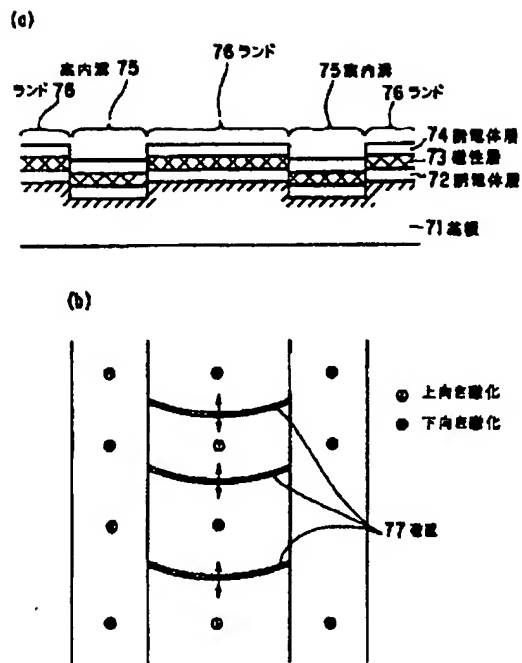 (a)
案内溝 75
76 ランド
75 案内溝
ランド 76
76 ランド
74 誘電体層
73 磁性層
72 誘電体層
71 基板
(b)
上向き磁化
下向き磁化
77 磁壁